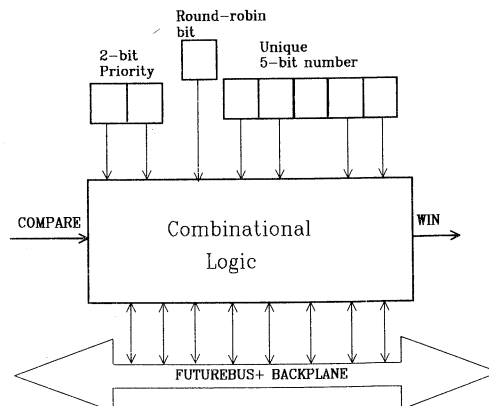 Round-robin
bit
2-bit
Priority
Unique
5-bit number
COMPARE
Combinational
Logic
WIN
FUTUREBUS+ BACKPLANE